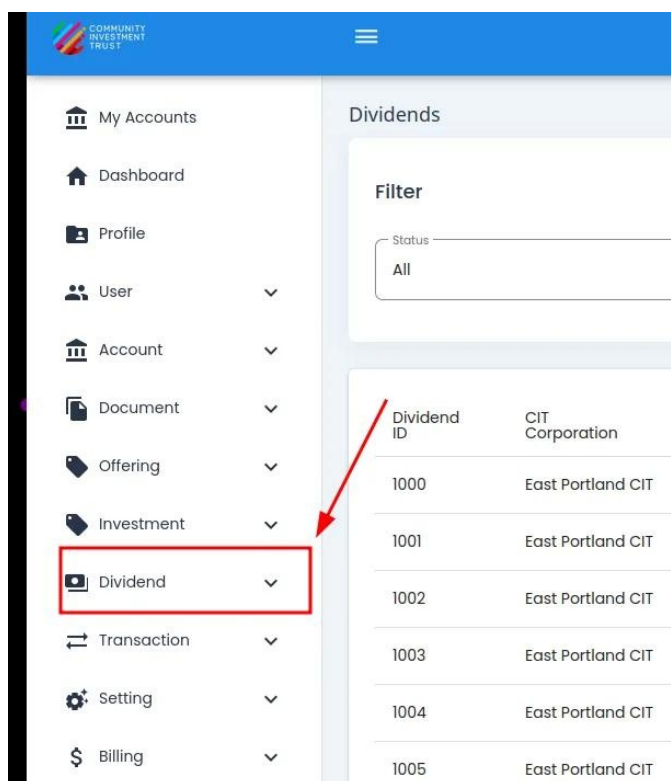 COMMUNITY
INVESTMENT
TRUST
My Accounts
Dashboard
Profile
User
Account
Document
Offering
Investment
Dividend
Transaction
Setting
$ Billing
Dividends
Filter
Status
All
Dividend
ID
CIT
Corporation
1000 East Portland CIT
1001 East Portland CIT
1002 East Portland CIT
1003 East Portland CIT
1004 East Portland CIT
1005 East Portland CIT